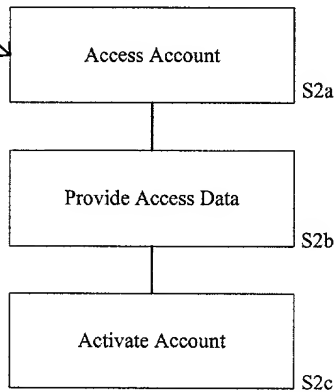 Access Account
S2a
Provide Access Data
S2b
Activate Account
S2c